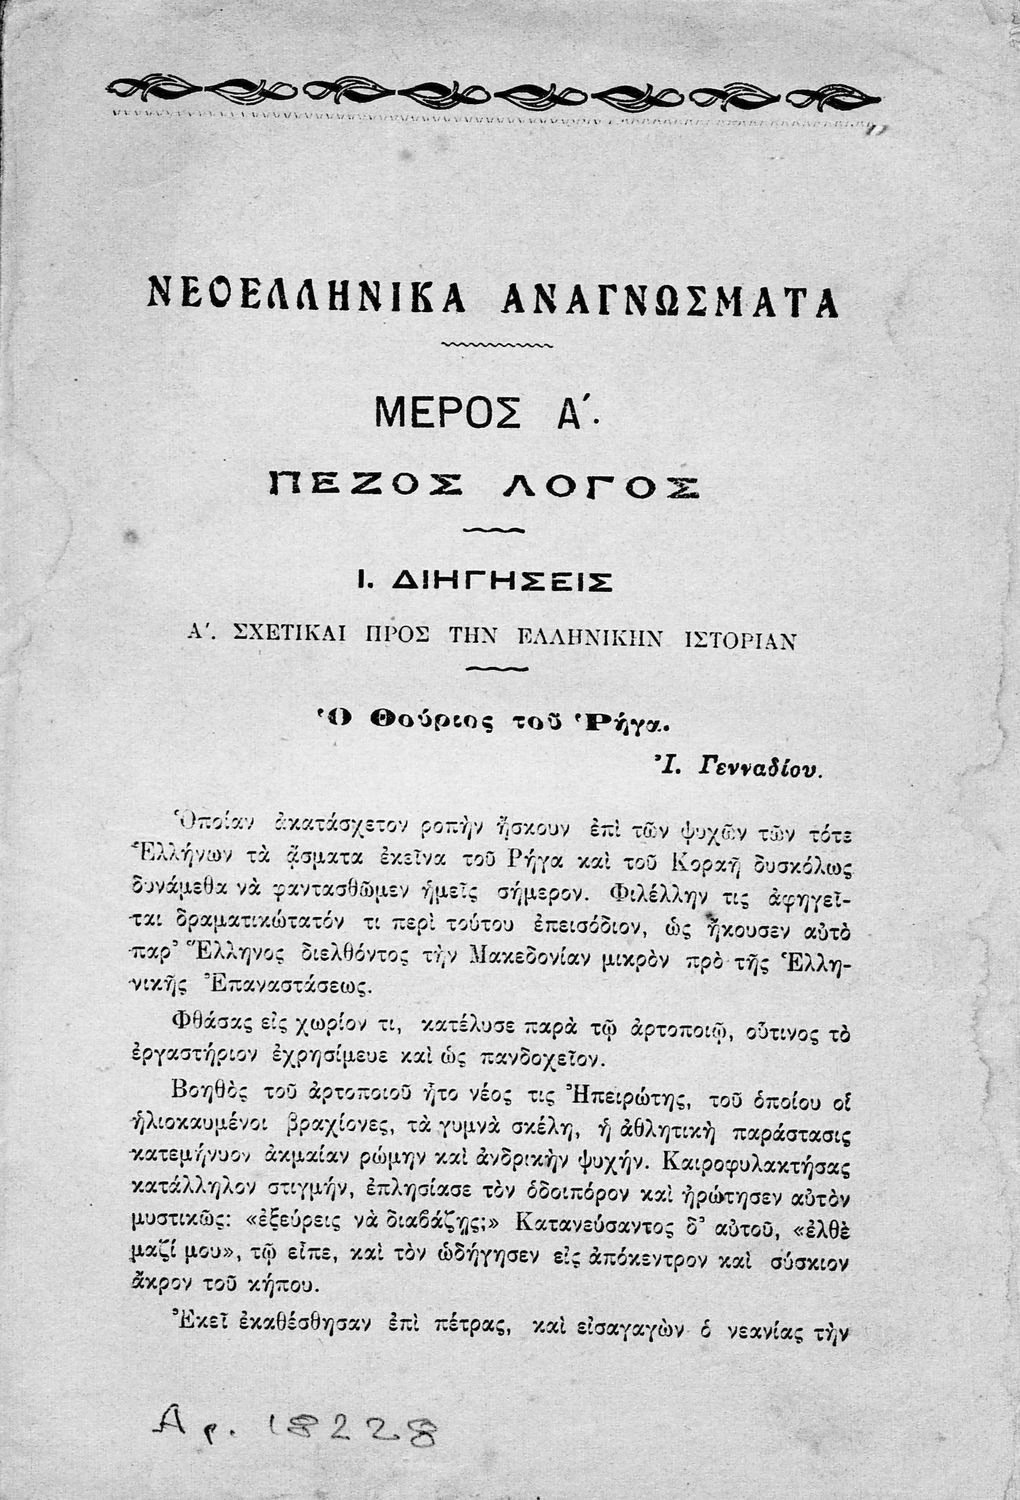 ΝΕΟΕΛΛΗΝΙΚΑ ΑΝΑΓΝΩΣΜΑΤΑ
ΜΕΡΟΣ Α΄.
ΠΕΖΟΣ ΛΟΓΟΣ
Ι. ΔΙΗΓΗΣΕΙΣ
Α΄. ΣΧΕΤΙΚΑΙ ΠΡΟΣ ΤΗΝ ΕΛΛΗΝΙΚΗΝ ΙΣΤΟΡΙΑΝ
Ὁ Θούριος τοῦ Ῥήγα.
Ἰ. Γενναδίου.
Ὁποίαν ἀκατάσχετον ροπὴν ἤσκουν ἐπὶ τῶν ψυχῶν τῶν τότε
Ἑλλήνων τὰ ᾄσματα ἐκεῖνα τοῦ Ρήγα καὶ τοῦ Κοραῆ δυσκόλως
δυνάμεθα νὰ φαντασθῶμεν ἡμεῖς σήμερον. Φιλέλλην τις ἀφηγεῖ-
ται δραματικώτατόν τι περὶ τούτου ἐπεισόδιον, ὡς ἤκουσεν αὐτὸ
παρ᾽ Ἕλληνος διελθόντος τὴν Μακεδονίαν μικρὸν πρὸ τῆς Ἑλλη-
νικῆς Ἐπαναστάσεως.
Φθάσας εἰς χωρίον τι, κατέλυσε παρὰ τῷ ἀρτοποιῷ, οὗτινος τὸ
ἐργαστήριον ἐχρησίμευε καὶ ὡς πανδοχεῖον.
Βοηθὸς τοῦ ἀρτοποιοῦ ἦτο νέος τις Ἠπειρώτης, τοῦ ὁποίου οἱ
ἡλιοκαυμένοι βραχίονες, τὰ γυμνὰ σκέλη, ἡ ἀθλητικὴ παράστασις
κατεμήνυον ἀκμαίαν ρώμην καὶ ἀνδρικὴν ψυχήν. Καιροφυλακτήσας
κατάλληλον στιγμήν, ἐπλησίασε τὸν ὁδοιπόρον καὶ ἠρώτησεν αὐτὸν
μυστικῶς: «ἐξεύρεις νὰ διαβάζῃς;» Κατανεύσαντος δ᾽ αὐτοῦ, «ἐλθὲ
μαζί μου», τῷ εἶπε, καὶ τὸν ὡδήγησεν εἰς ἀπόκεντρον καὶ σύσκιον
ἄκρον τοῦ κήπου.
Ἐκεῖ ἐκαθέσθησαν ἐπὶ πέτρας, καὶ εἰσαγαγὼν ὁ νεανίας τὴν
Αρ. 18228